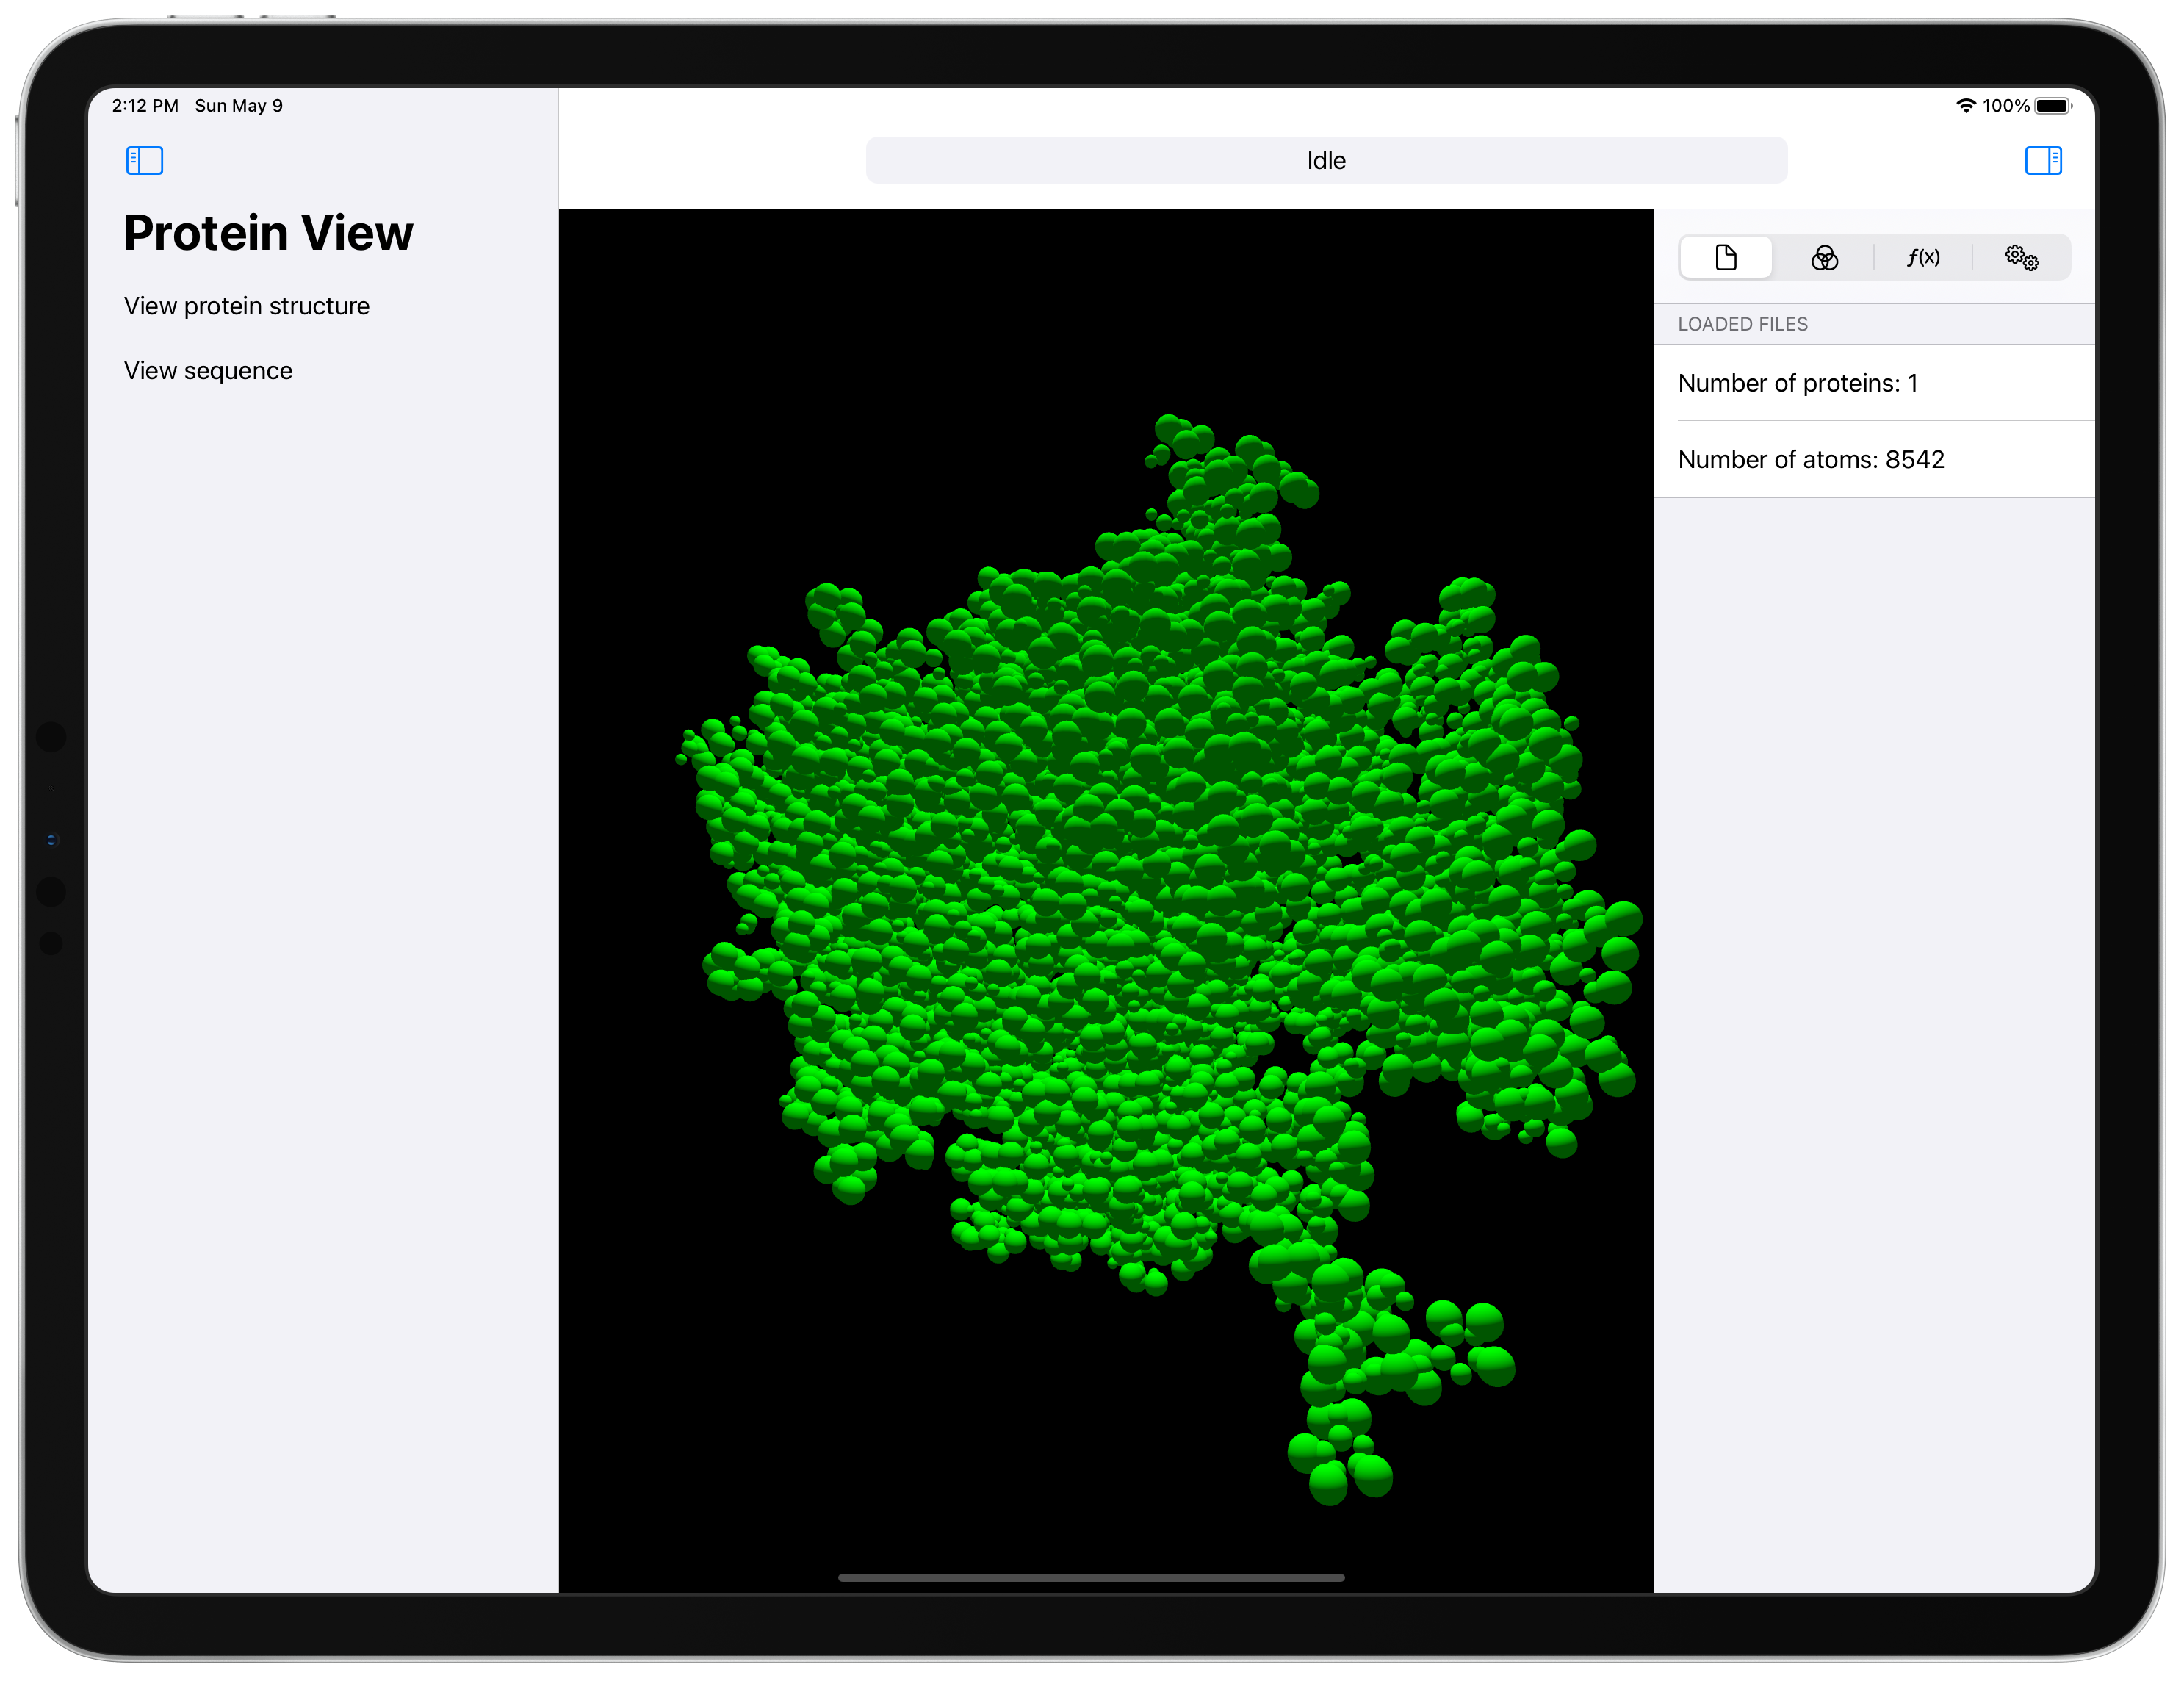 2:12 PM Sun May 9
100%
Idle
Protein View
View protein structure
View sequence
f(x)
LOADED FILES
Number of proteins: 1
Number of atoms: 8542